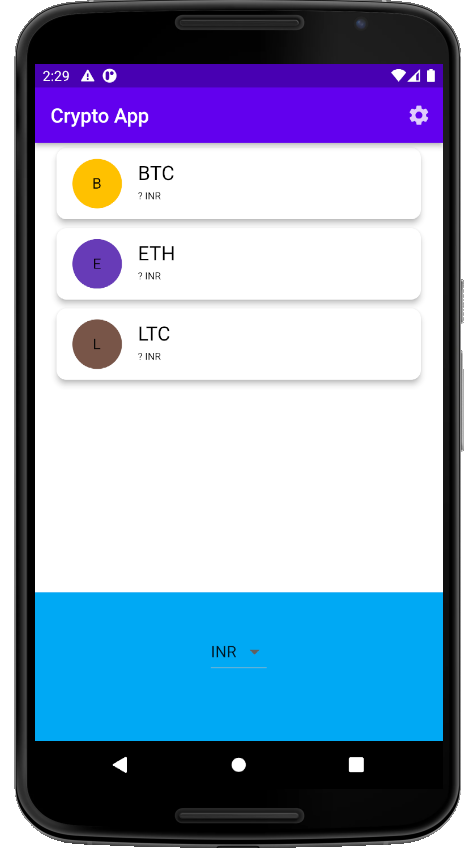 2:29
Crypto App
B
BTC
? INR
E
ETH
? INR
L
LTC
? INR
INR